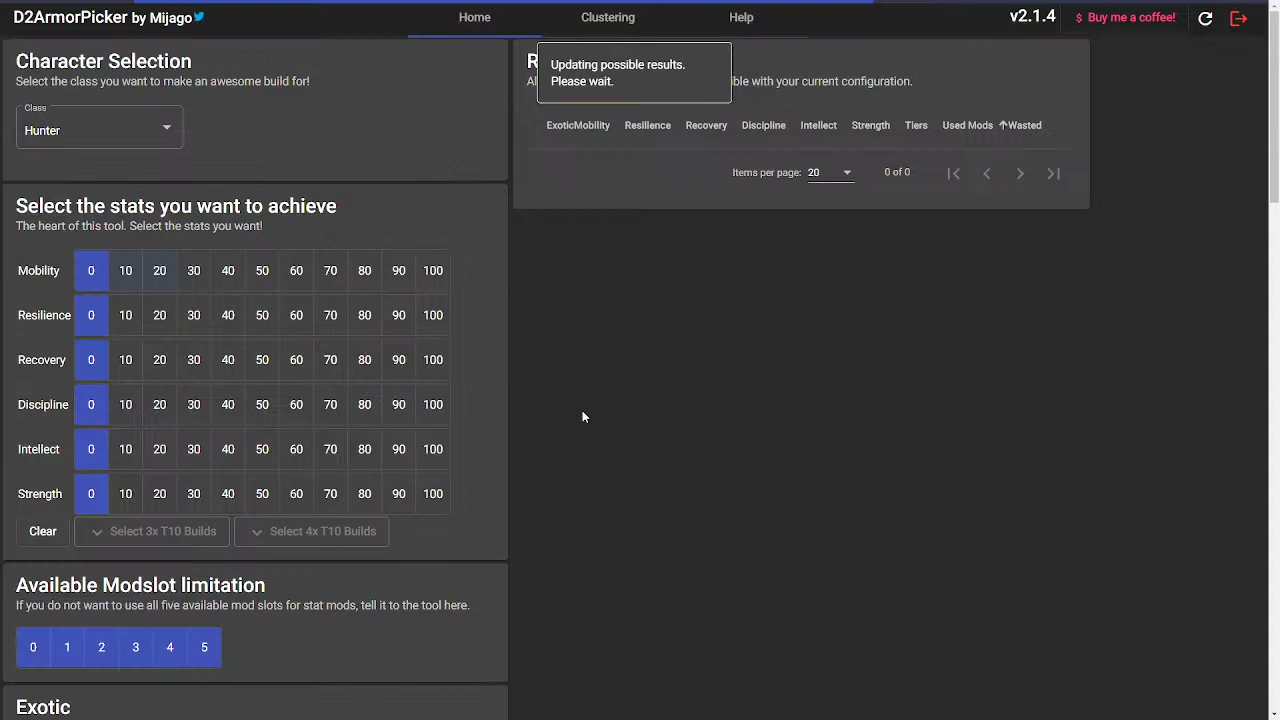 D2ArmorPicker by Mijago
Home
Clustering
Help
v2.1.4
$ Buy me a coffee!
Character Selection
Select the class you want to make an awesome build for!
Class
Hunter
Select the stats you want to achieve
The heart of this tool. Select the stats you want!
Mobility 0 10 20 30 40 50 60 70 80 90 100
Resilience 0 10 20 30 40 50 60 70 80 90 100
Recovery 0 10 20 30 40 50 60 70 80 90 100
Discipline 0 10 20 30 40 50 60 70 80 90 100
Intellect 0 10 20 30 40 50 60 70 80 90 100
Strength 0 10 20 30 40 50 60 70 80 90 100
Clear
Select 3x T10 Builds
Select 4x T10 Builds
Available Modslot limitation
If you do not want to use all five available mod slots for stat mods, tell it to the tool here.
0 1 2 3 4 5
Exotic
Updating possible results.
Please wait.
with your current configuration.
Exotic Mobility Resilience Recovery Discipline Intellect Strength Tiers Used Mods Wasted
Items per page: 20 0 of 0